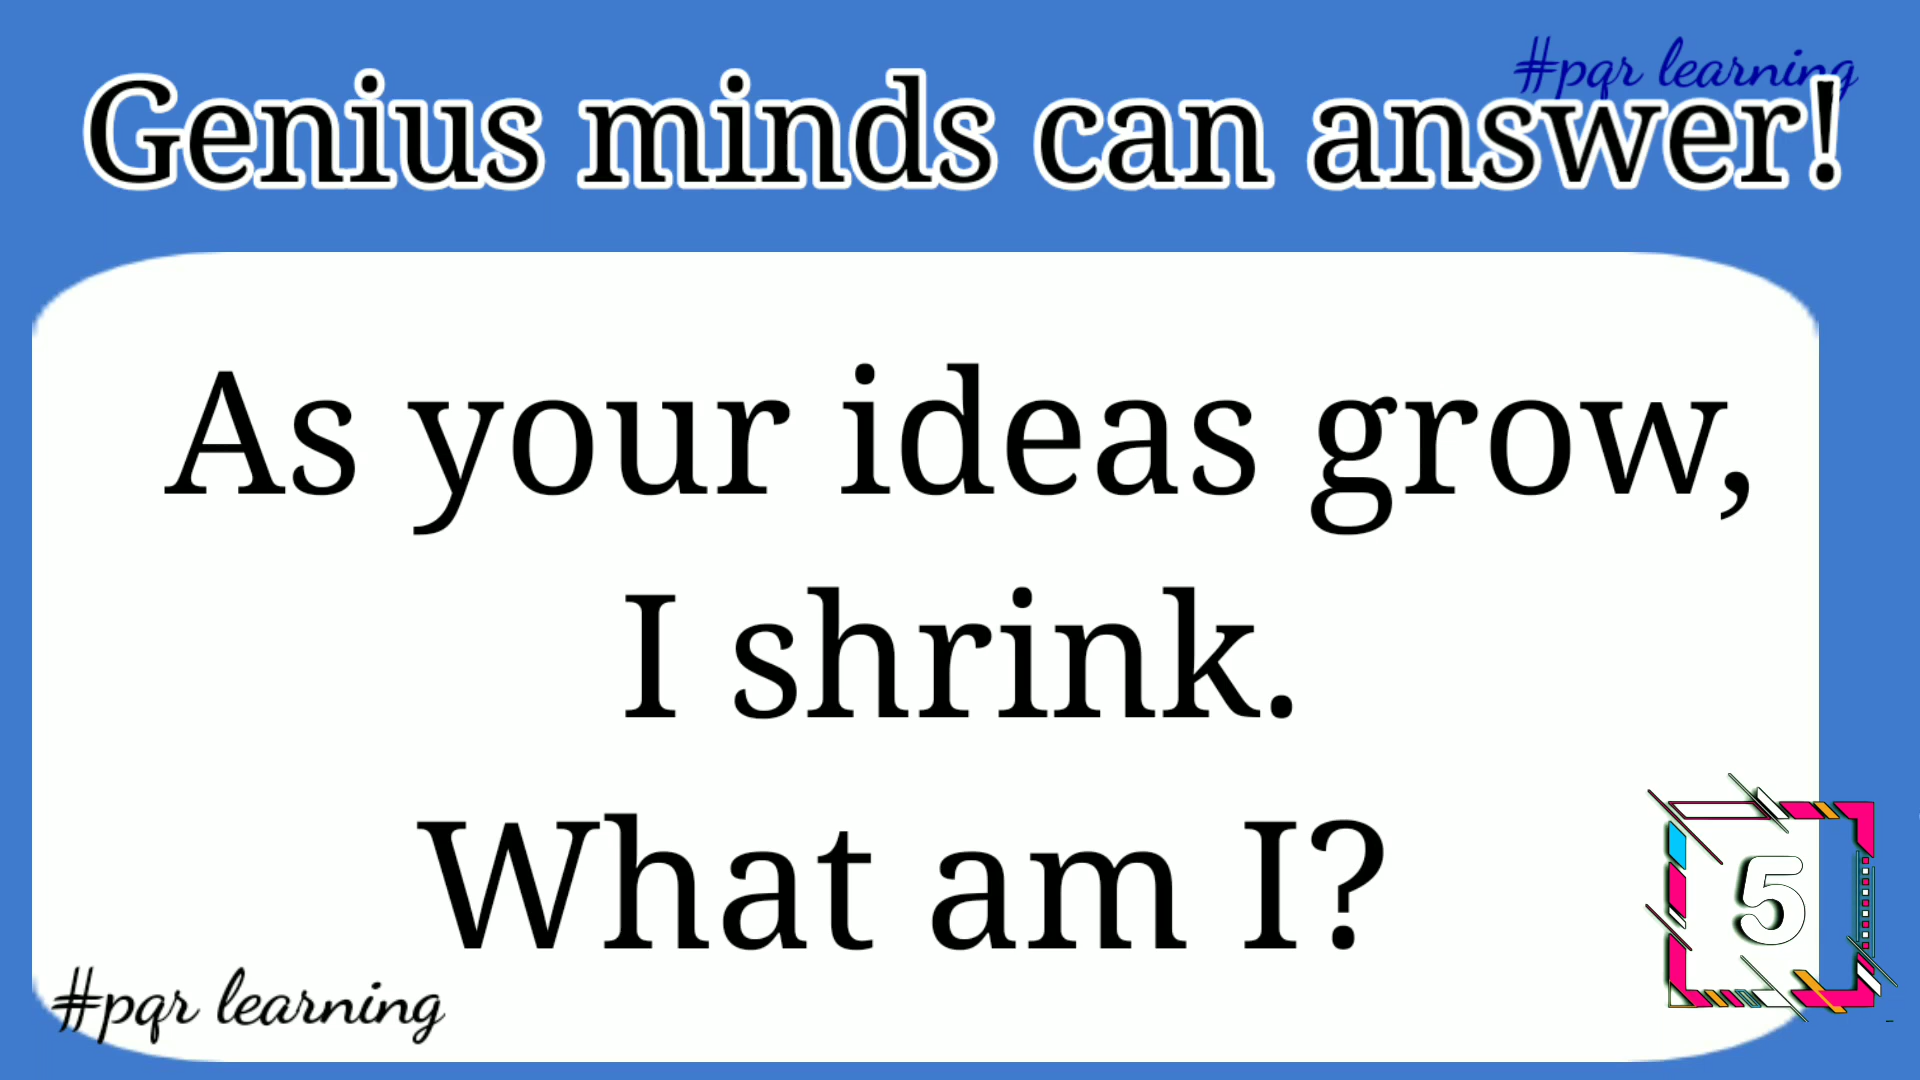 #pqr learning
Genius minds can answer!
As your ideas grow,
I shrink.
What am I?
5
#pqr learning